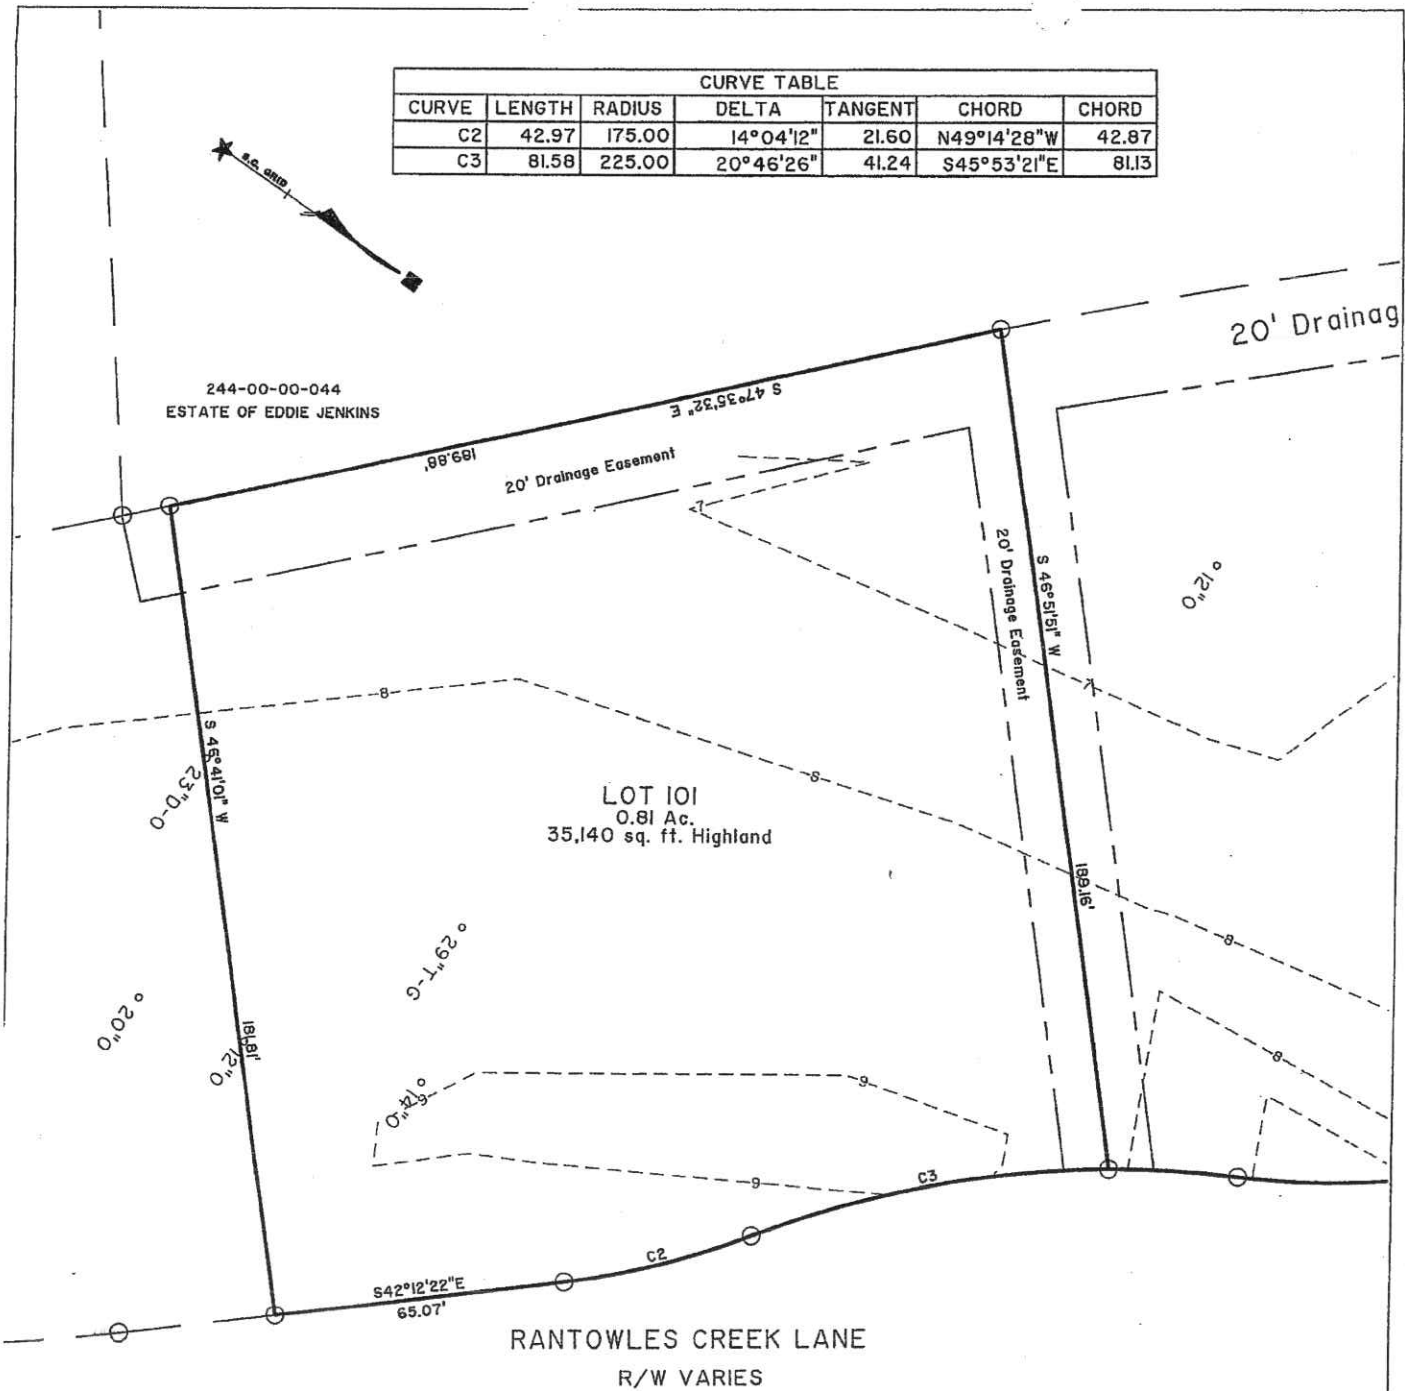 CURVE TABLE
CURVE LENGTH RADIUS DELTA TANGENT CHORD CHORD
C2 42.97 175.00 14°04'12" 21.60 N49°14'28"W 42.87
C3 81.58 225.00 20°46'26" 41.24 S45°53'21"E 81.13
S.C. GRID
20' Drainag
244-00-00-044
ESTATE OF EDDIE JENKINS
S 47°35'32" E
189.88'
20' Drainage Easement
7
20' Drainage Easement
S 46°51'51" W
12"O
7
8
S 46°41'01" W
23"D-O
8
LOT 101
0.81 Ac.
35,140 sq. ft. Highland
188.16'
8
29"T-G
20"O
181.81'
12"O
8
9
14"O
9
9
C3
C2
S42°12'22"E
65.07'
RANTOWLES CREEK LANE
R/W VARIES